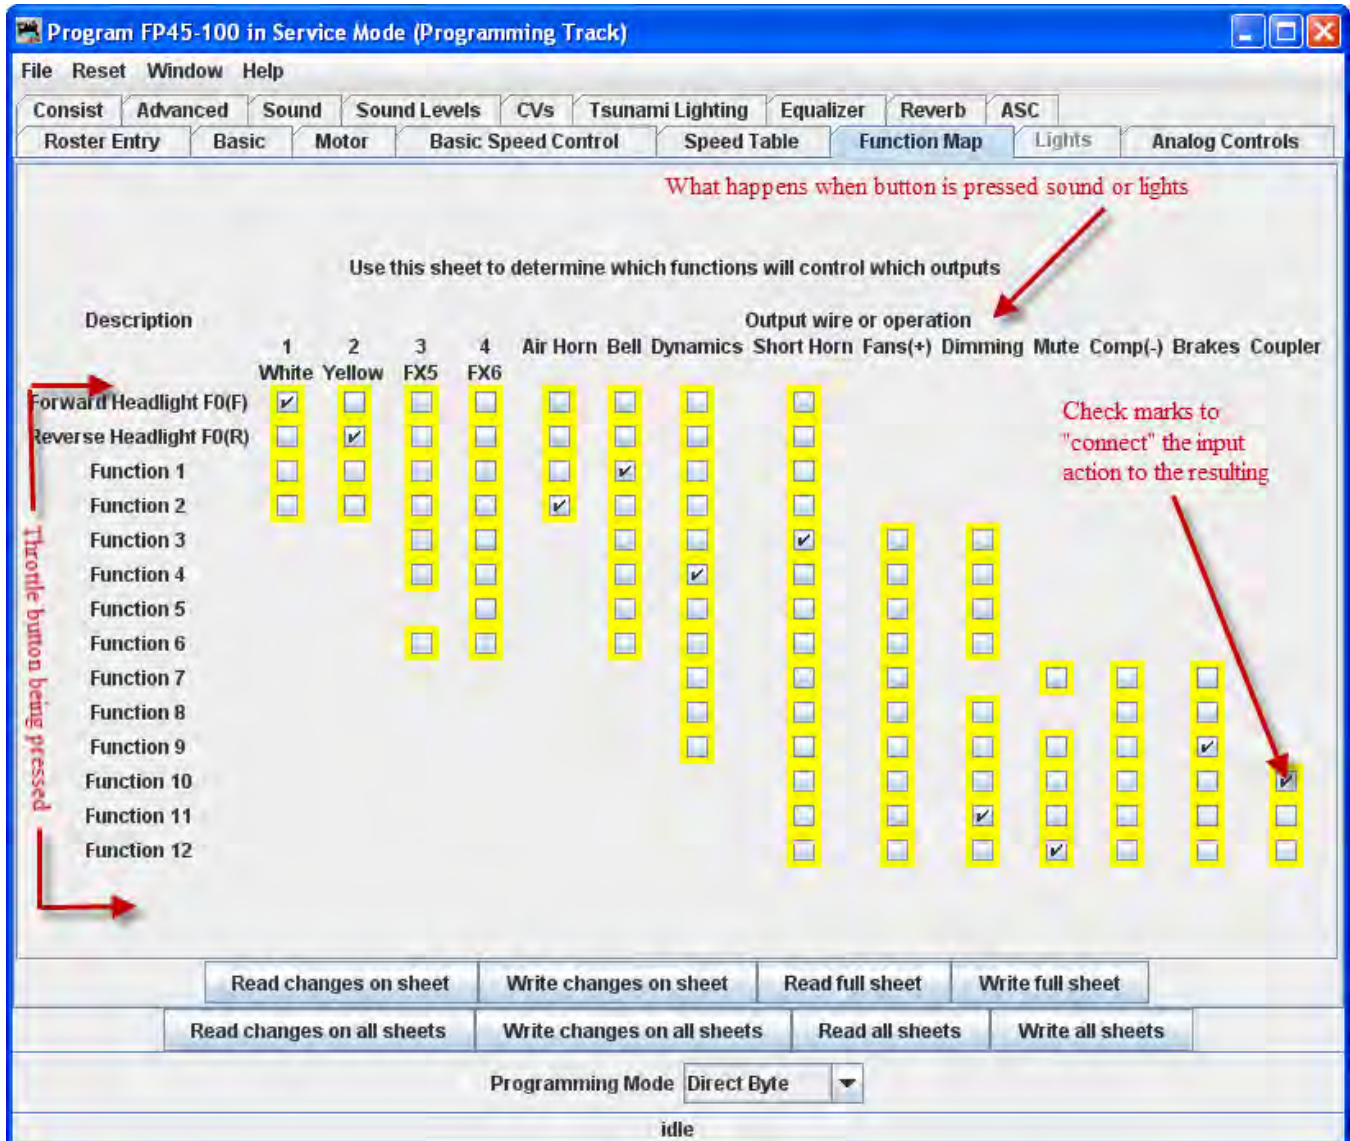 Program FP45-100 in Service Mode (Programming Track)
File Reset Window Help
Consist Advanced Sound Sound Levels CVs Tsunami Lighting Equalizer Reverb ASC
Roster Entry Basic Motor Basic Speed Control Speed Table Function Map Lights Analog Controls
What happens when button is pressed sound or lights
Use this sheet to determine which functions will control which outputs
Description Output wire or operation
1 2 3 4 Air Horn Bell Dynamics Short Horn Fans(+) Dimming Mute Comp(-) Brakes Coupler
White Yellow FX5 FX6
Forward Headlight F0(F)
Reverse Headlight F0(R)
Function 1
Function 2
Function 3
Function 4
Function 5
Function 6
Function 7
Function 8
Function 9
Function 10
Function 11
Function 12
Check marks to
"connect" the input
action to the resulting
Throttle button being pressed
Read changes on sheet Write changes on sheet Read full sheet Write full sheet
Read changes on all sheets Write changes on all sheets Read all sheets Write all sheets
Programming Mode Direct Byte
idle